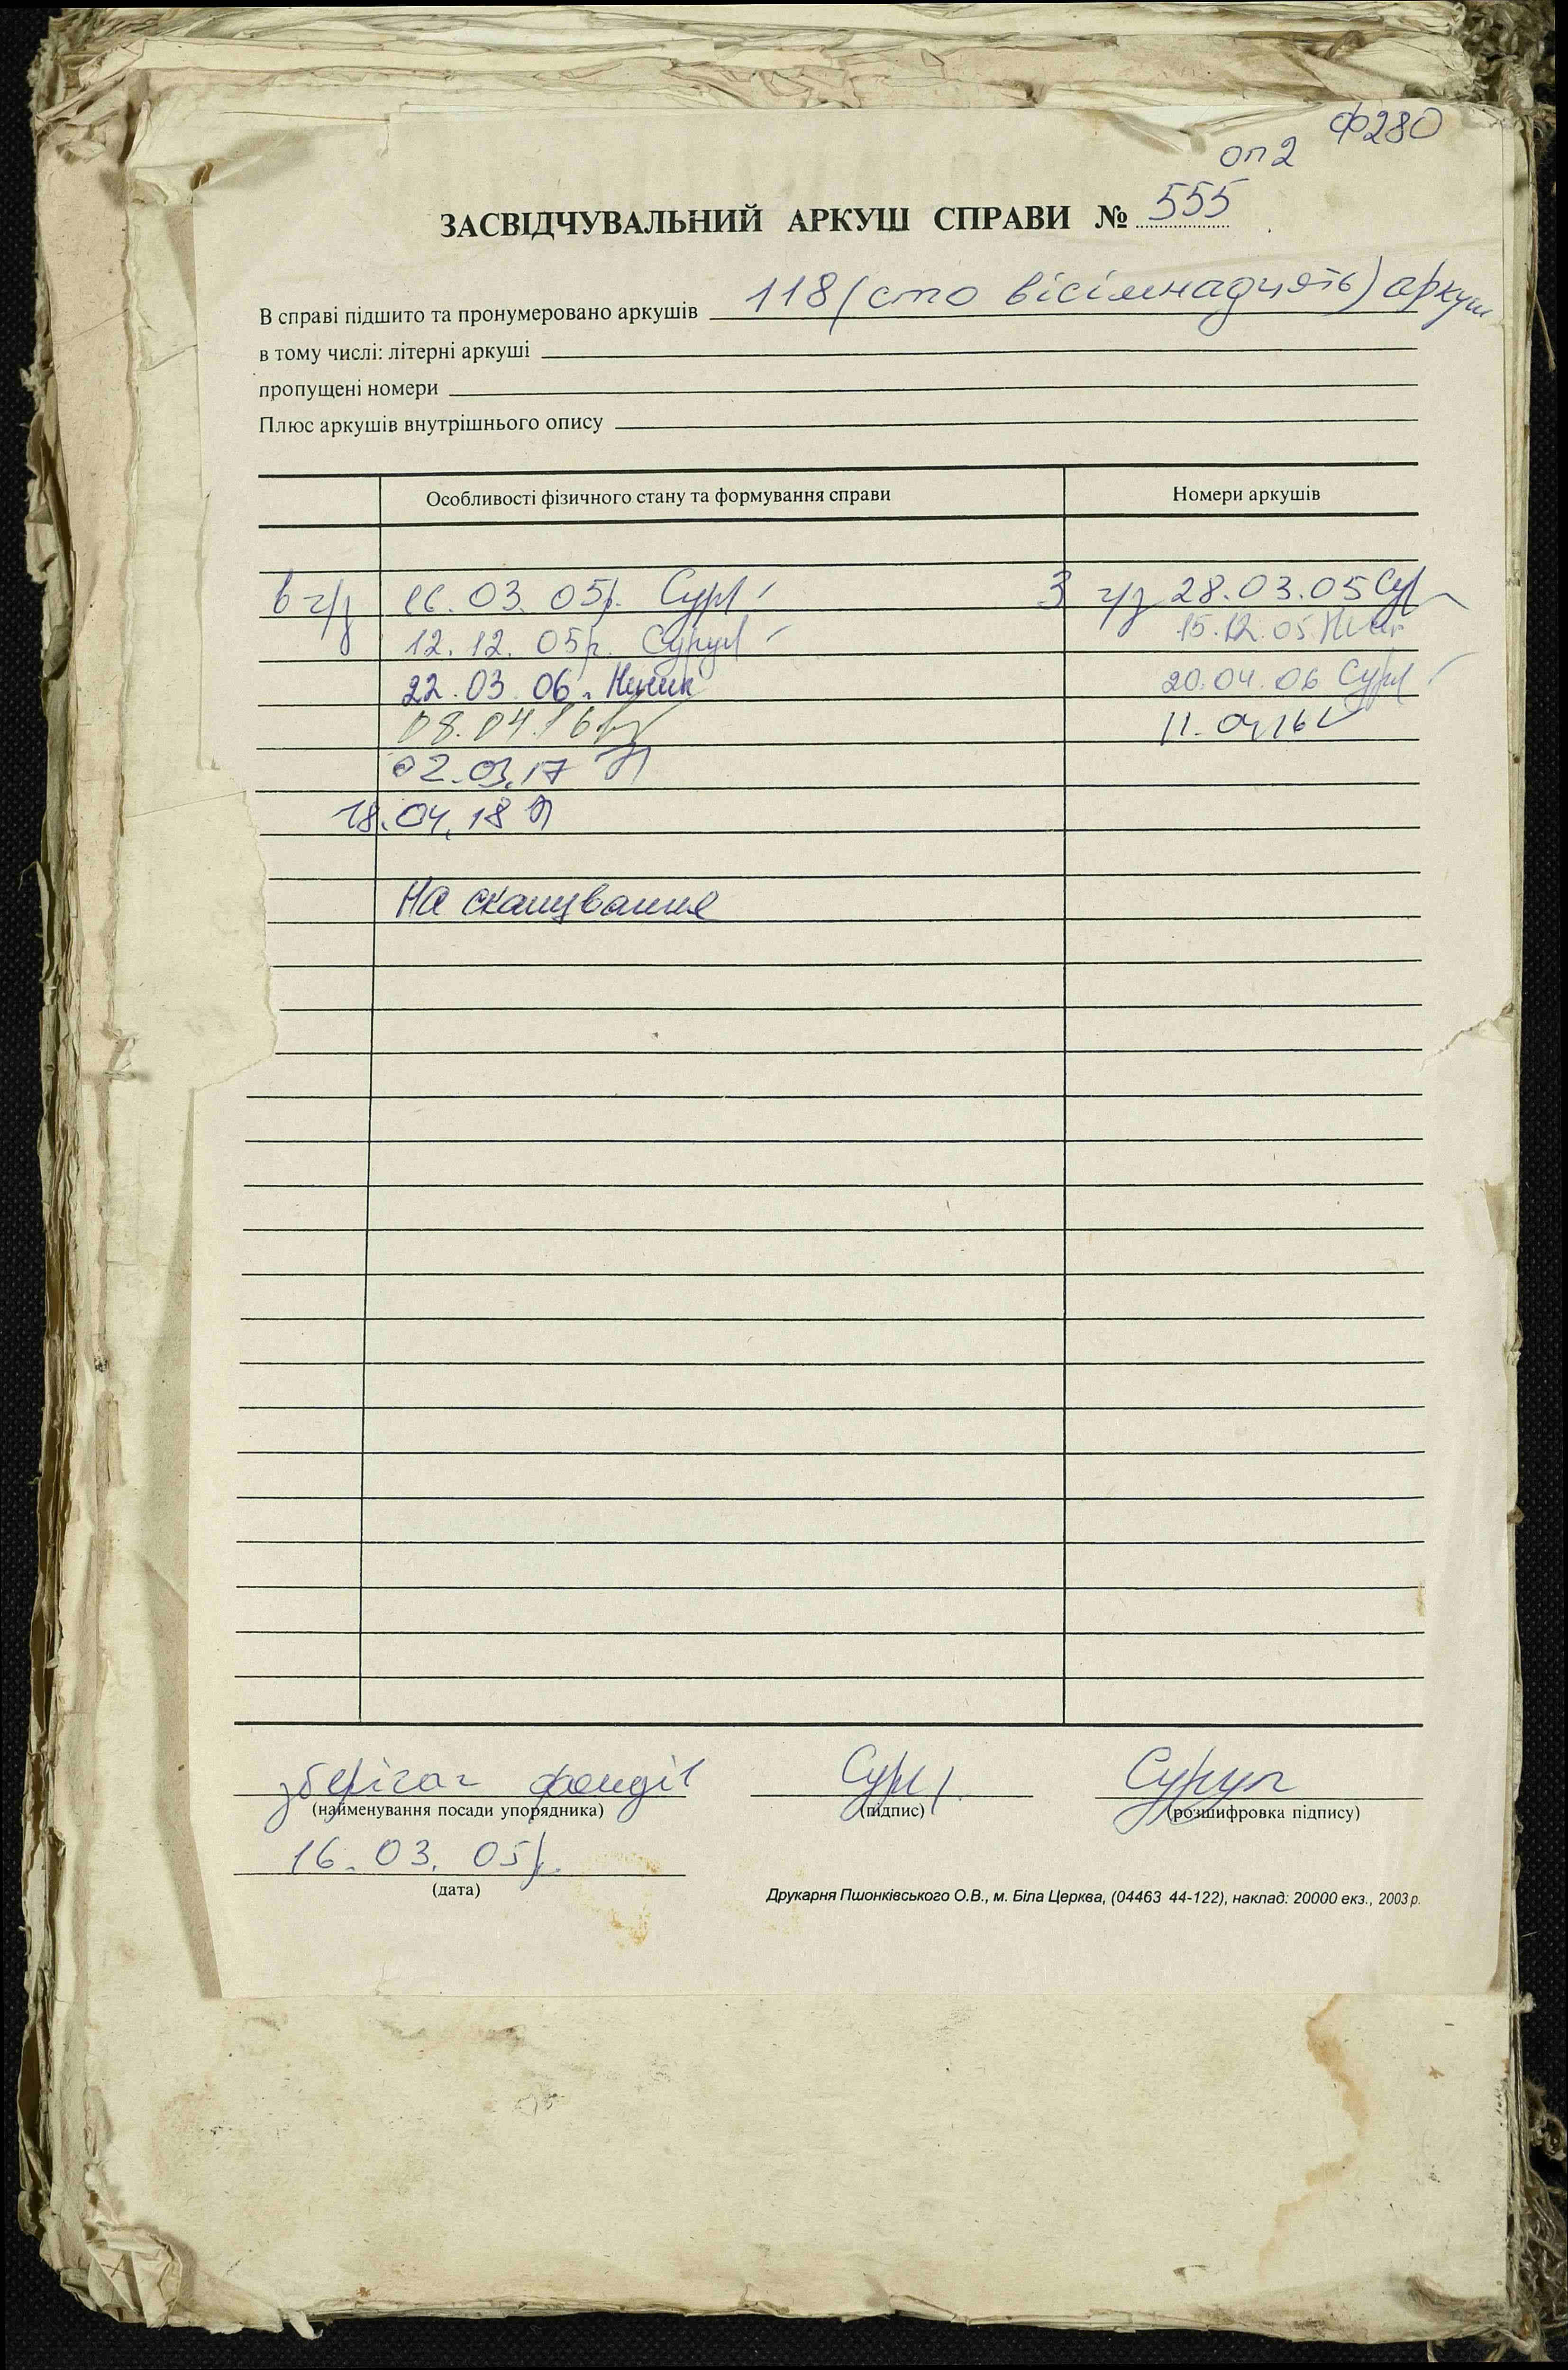 ф280
оп2
ЗАСВІДЧУВАЛЬНИЙ АРКУШ СПРАВИ № 555
В справі підшито та пронумеровано аркушів 118 (сто вісімнадцять) аркуш
в тому числі: літерні аркуші
пропущені номери
Плюс аркушів внутрішнього опису
Особливості фізичного стану та формування справи Номери аркушів
в ч/з 16.03.05р. З ч/з 28.03.05
12.12.05р. 15.12.05
22.03.06 20.04.06
08.04.16 11.04.16
02.03.17
18.04.18
На сканування
зберігач фондів
(найменування посади упорядника) (підпис) (розшифровка підпису)
16.03.05р.
(дата)
Друкарня Пшонківського О.В., м. Біла Церква, (04463 44-122), наклад: 20000 екз., 2003 р.